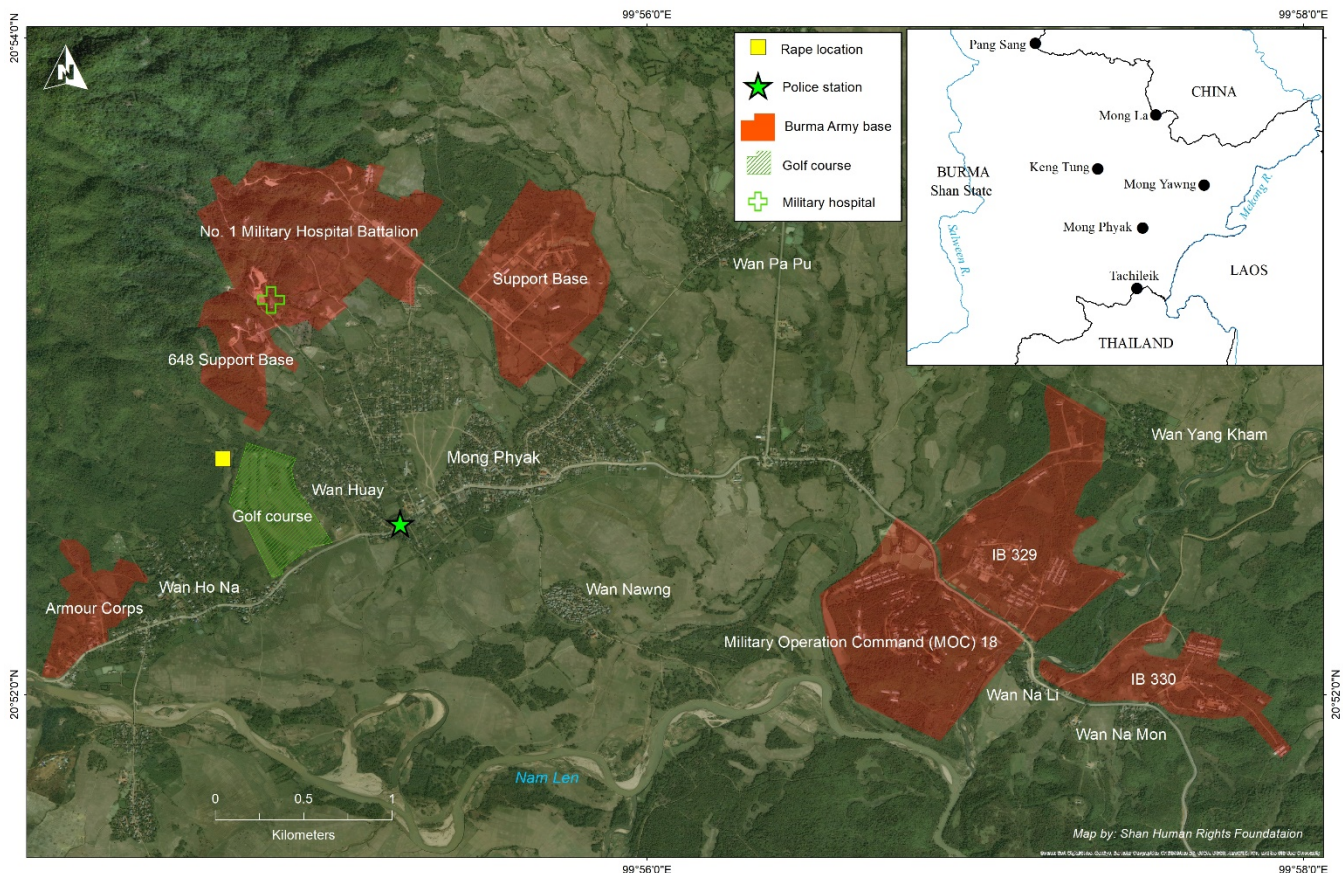 99°56'0"E
99°58'0"E
20°54'0"N
N
Rape location
Police station
Burma Army base
Golf course
Military hospital
Pang Sang
CHINA
Mong La
BURMA
Shan State
Keng Tung
Mong Yawng
Mekong R.
Mong Phyak
Salween R.
LAOS
Tachileik
THAILAND
No. 1 Military Hospital Battalion
Support Base
Wan Pa Pu
648 Support Base
Wan Yang Kham
Mong Phyak
Wan Huay
Golf course
IB 329
Wan Ho Na
Wan Nawng
Armour Corps
Military Operation Command (MOC) 18
IB 330
Wan Na Li
Wan Na Mon
20°52'0"N
20°52'0"N
Nam Len
0 0.5 1
Kilometers
Map by: Shan Human Rights Foundataion
99°56'0"E
99°58'0"E